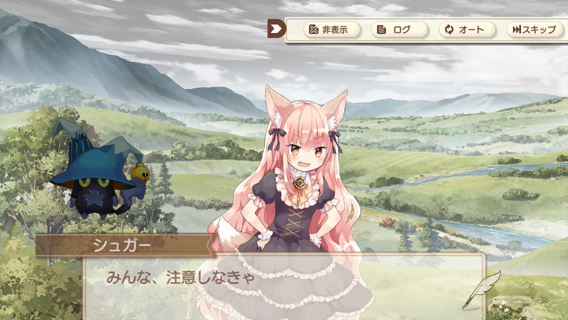 非表示
ログ
オート
スキップ
シュガー
みんな、注意しなきゃ